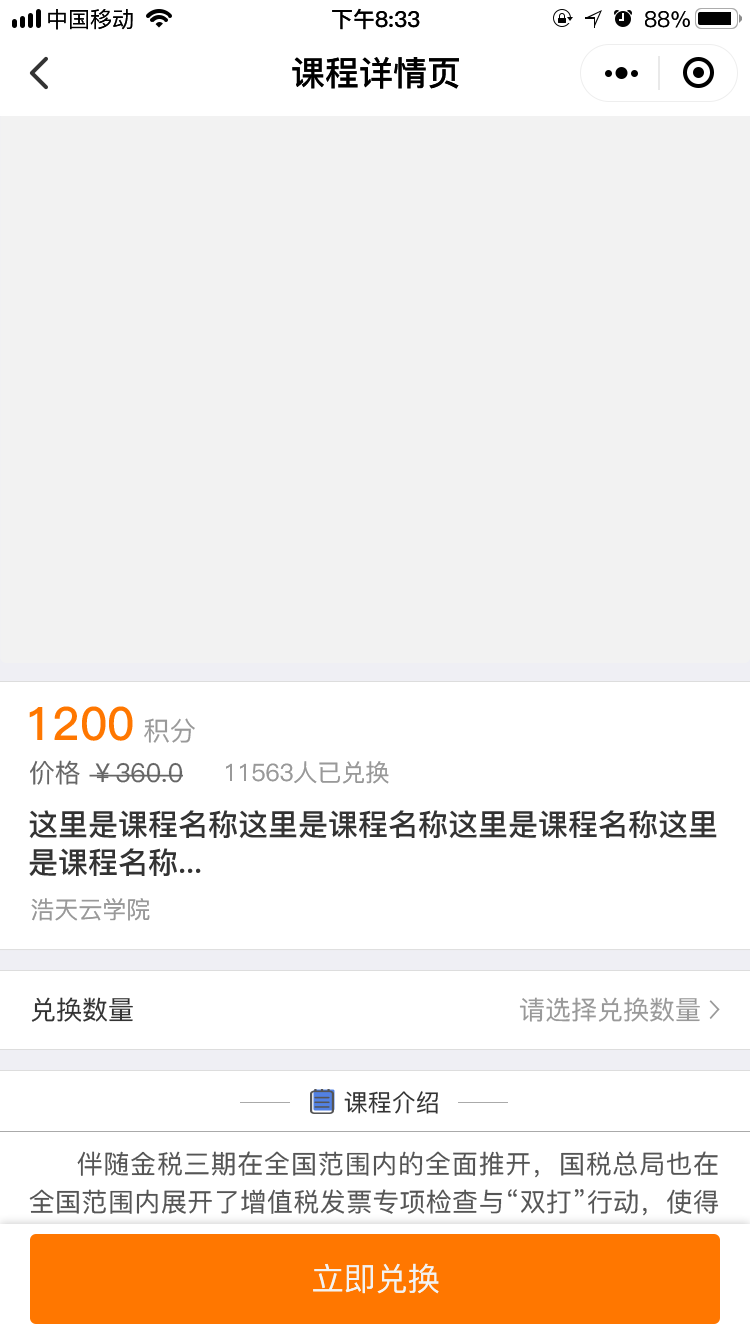 中国移动 下午8:33 88%
课程详情页
1200 积分
价格 ￥360.0 11563人已兑换
这里是课程名称这里是课程名称这里是课程名称这里
是课程名称...
浩天云学院
兑换数量 请选择兑换数量
课程介绍
伴随金税三期在全国范围内的全面推开，国税总局也在
全国范围内展开了增值税发票专项检查与“双打”行动，使得
立即兑换